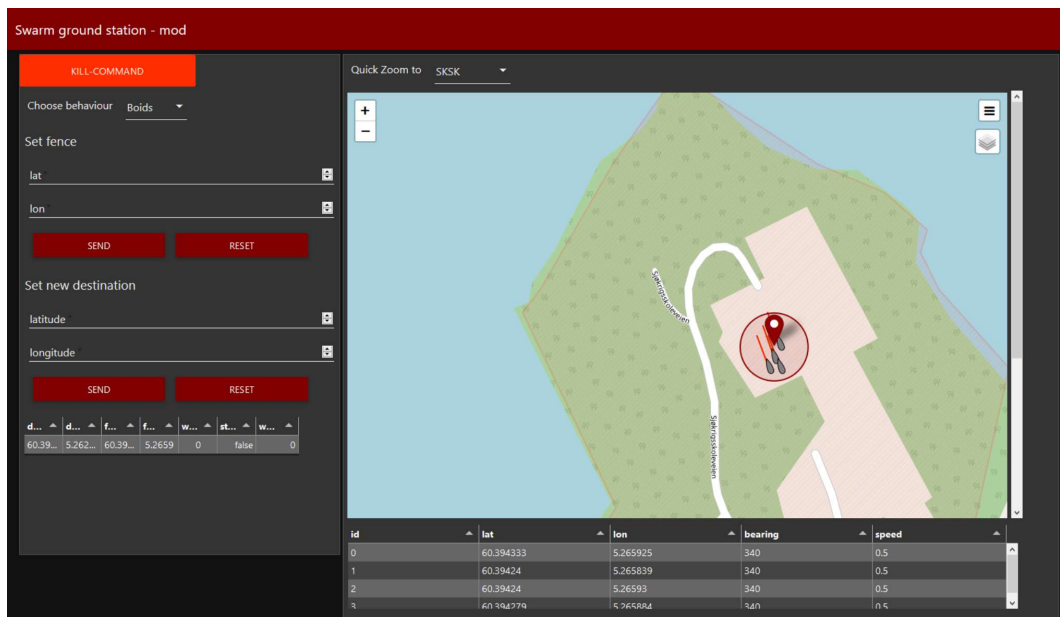 Swarm ground station - mod
KILL-COMMAND
Choose behaviour Boids
Set fence
lat
lon
SEND RESET
Set new destination
latitude
longitude
SEND RESET
d... d... f... f... w... st... w...
60.39... 5.262... 60.39... 5.2659 0 false 0
Quick Zoom to SKSK
+
−
Sjøkrigsskoleveien
Sjøkrigsskoleveien
id lat lon bearing speed
0 60.394333 5.265925 340 0.5
1 60.39424 5.265839 340 0.5
2 60.39424 5.26593 340 0.5
3 60.394279 5.265884 340 0.5